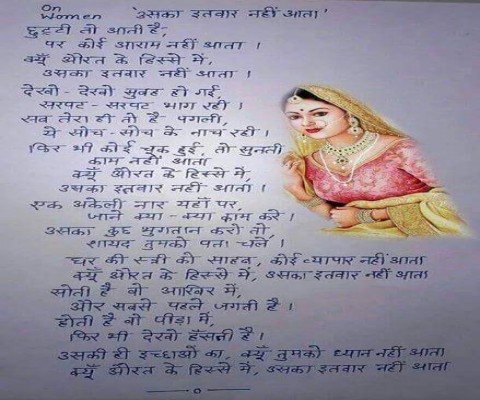 On
Women 'उसका इतवार नहीं आता'
छुट्टी तो आती है,
पर कोई आराम नहीं आता ।
क्यूँ औरत के हिस्से में,
उसका इतवार नहीं आता ।
देखो - देखो सुबह हो गई,
सरपट - सरपट भाग रही ।
सब तेरा ही तो है - पगली,
ये सोच - सोच के नाच रही ।
फिर भी कोई चूक हुई, तो सुनती
काम नहीं आता
क्यूँ औरत के हिस्से में,
उसका इतवार नहीं आता ।
एक अकेली नार यहाँ पर,
जाने क्या - क्या काम करे ।
उसका कुछ भुगतान करो तो,
शायद तुमको पता चले ।
घर की स्त्री को साहब, कोई व्यापार नहीं आता
क्यूँ औरत के हिस्से में, उसका इतवार नहीं आता
सोती है वो आखिर में,
और सबसे पहले जगती है ।
होती है वो पीड़ा में,
फिर भी देखो हँसती है ।
उसकी ही इच्छाओं का, क्यूँ तुमको ध्यान नहीं आता
क्यूँ औरत के हिस्से में, उसका इतवार नहीं आता